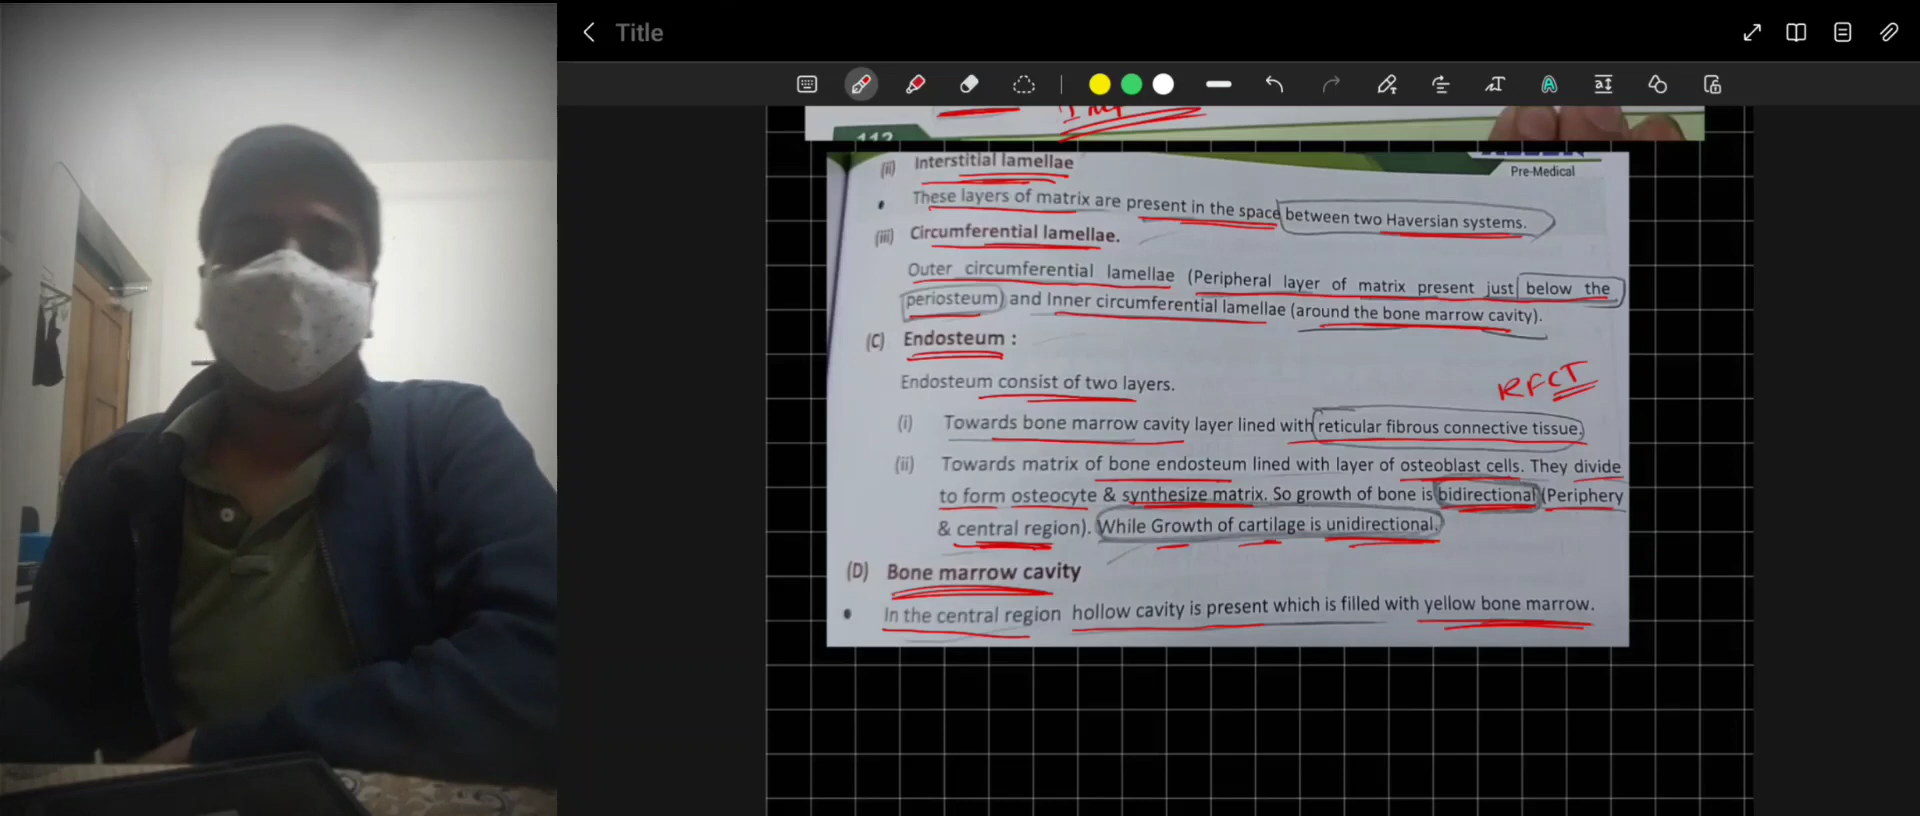 Title
112
Pre-Medical
(ii) Interstitial lamellae
• These layers of matrix are present in the space between two Haversian systems.
(iii) Circumferential lamellae.
Outer circumferential lamellae (Peripheral layer of matrix present just below the
periosteum) and Inner circumferential lamellae (around the bone marrow cavity).
(C) Endosteum :
Endosteum consist of two layers.
RFCT
(i) Towards bone marrow cavity layer lined with reticular fibrous connective tissue.
(ii) Towards matrix of bone endosteum lined with layer of osteoblast cells. They divide
to form osteocyte & synthesize matrix. So growth of bone is bidirectional (Periphery
& central region). While Growth of cartilage is unidirectional.
(D) Bone marrow cavity
• In the central region hollow cavity is present which is filled with yellow bone marrow.